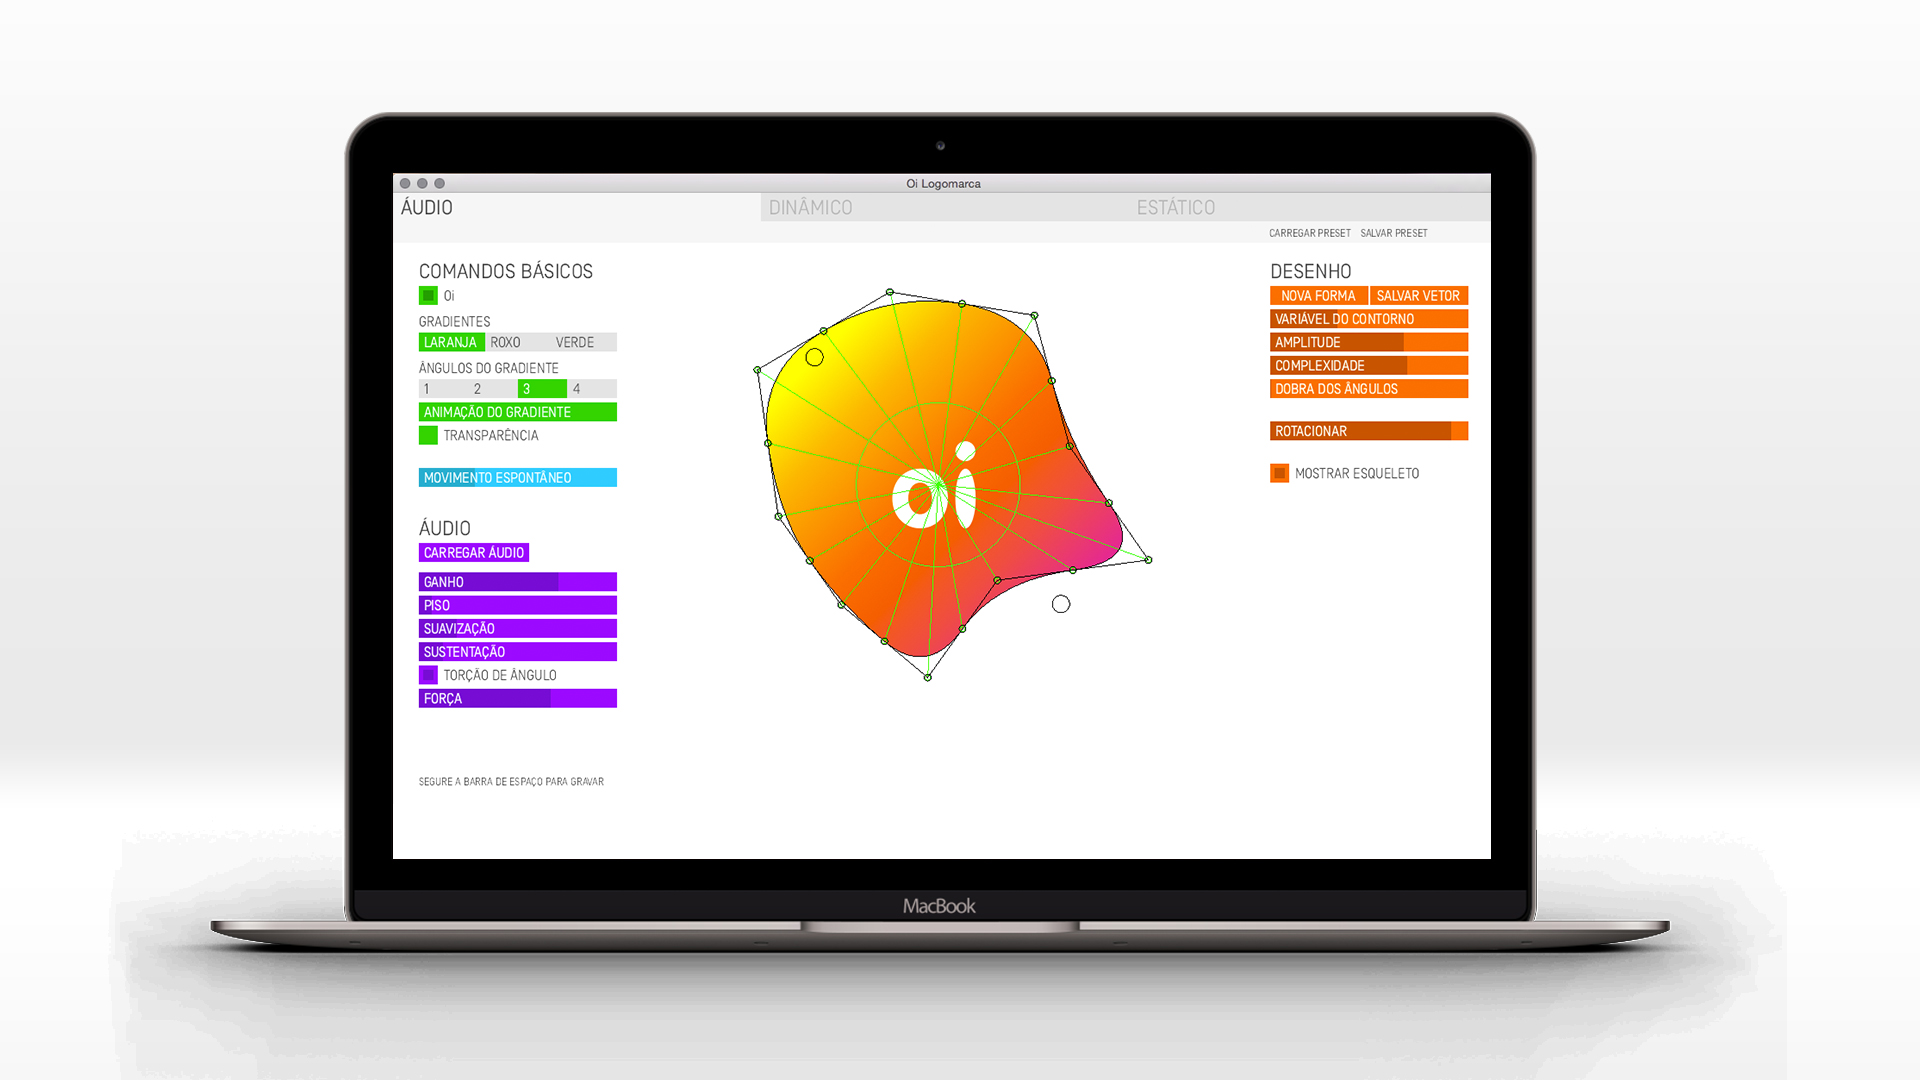 Oi Logomarca
ÁUDIO
DINÂMICO
ESTÁTICO
CARREGAR PRESET
SALVAR PRESET
COMANDOS BÁSICOS
Oi
GRADIENTES
LARANJA ROXO VERDE
ÂNGULOS DO GRADIENTE
1 2 3 4
ANIMAÇÃO DO GRADIENTE
TRANSPARÊNCIA
MOVIMENTO ESPONTÂNEO
ÁUDIO
CARREGAR ÁUDIO
GANHO
PISO
SUAVIZAÇÃO
SUSTENTAÇÃO
TORÇÃO DE ÂNGULO
FORÇA
SEGURE A BARRA DE ESPAÇO PARA GRAVAR
oi
DESENHO
NOVA FORMA SALVAR VETOR
VARIÁVEL DO CONTORNO
AMPLITUDE
COMPLEXIDADE
DOBRA DOS ÂNGULOS
ROTACIONAR
MOSTRAR ESQUELETO
MacBook